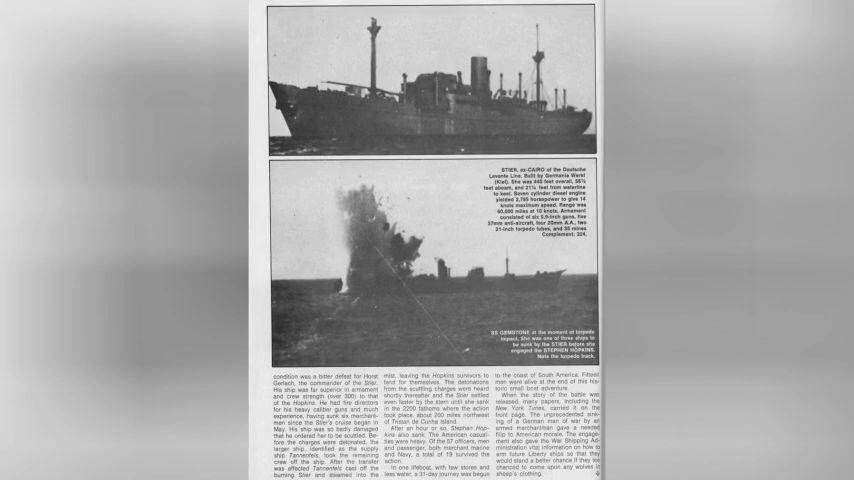 STIER, ex-CAIRO of the Deutsche
Levante Line. Built by Germania Werkt
(Kiel). She was 440 feet overall, 56½
feet abeam, and 21¼ feet from waterline
to keel. Seven cylinder diesel engine
yielded 3,750 horsepower to give 14
knots maximum speed. Range was
60,000 miles at 10 knots. Armament
consisted of six 5.9-inch guns, five
37mm anti-aircraft, four 20mm A.A., two
21-inch torpedo tubes, and 35 mines
Complement: 324.
SS GEMSTONE at the moment of torpedo
impact. She was one of three ships to
be sunk by the STIER before she
engaged the STEPHEN HOPKINS.
Note the torpedo track.
condition was a bitter defeat for Horst
Gerlach, the commander of the Stier.
His ship was far superior in armament
and crew strength (over 300) to that
of the Hopkins. He had fire directors
for his heavy caliber guns and much
experience, having sunk six merchant-
men since the Stier's cruise began in
May. His ship was so badly damaged
that he ordered her to be scuttled. Be-
fore the charges were detonated, the
larger ship, identified as the supply
ship Tannenfels, took the remaining
crew off the ship. After the transfer
was effected Tannenfels cast off the
burning Stier and steamed into the
mist, leaving the Hopkins survivors to
fend for themselves. The detonations
from the scuttling charges were heard
shortly thereafter and the Stier settled
even faster by the stern until she sank
in the 2200 fathoms where the action
took place, about 200 miles northwest
of Tristan de Cunha Island.
After an hour or so, Stephen Hop-
kins also sank. The American casual-
ties were heavy. Of the 67 officers, men
and passenger, both merchant marine
and Navy, a total of 19 survived the
action.
In one lifeboat, with few stores and
less water, a 31-day journey was begun
to the coast of South America. Fifteen
men were alive at the end of this his-
toric small boat adventure.
When the story of the battle was
released, many papers, including the
New York Times, carried it on the
front page. The unprecedented sink-
ing of a German man of war by an
armed merchantman gave a needed
fillip to American morale. The engage-
ment also gave the War Shipping Ad-
ministration vital information on how to
arm future Liberty ships so that they
would stand a better chance if they too
chanced to come upon any wolves in
sheep's clothing.